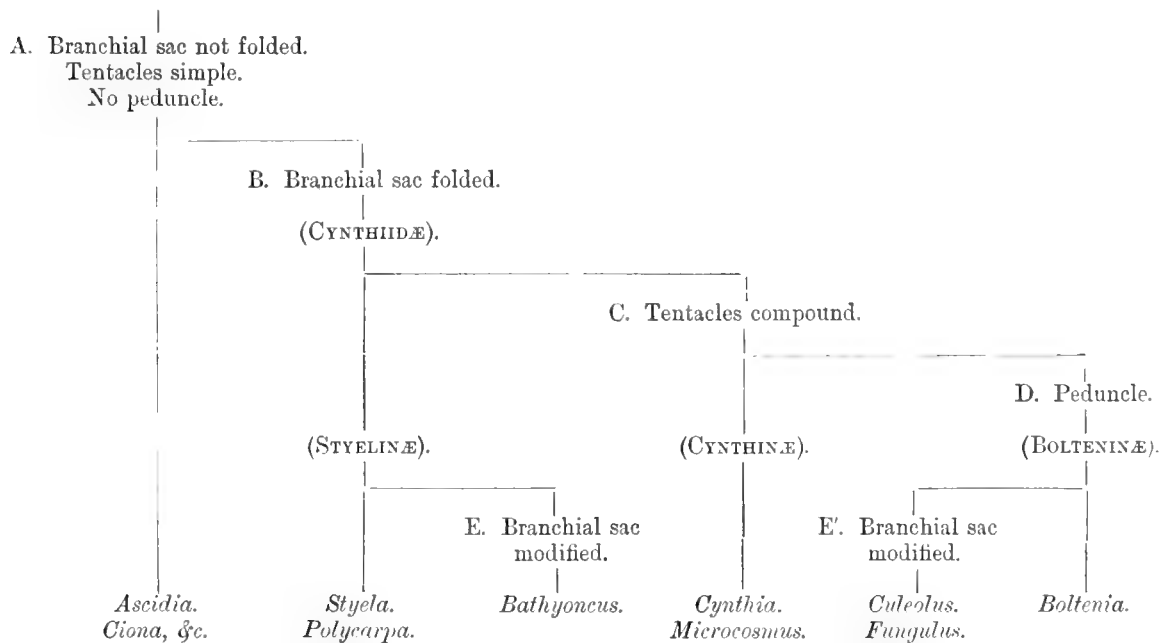 A. Branchial sac not folded.
Tentacles simple.
No peduncle.
B. Branchial sac folded.
(CYNTHIIDÆ).
C. Tentacles compound.
D. Peduncle.
(STYELINÆ).
(CYNTHINÆ).
(BOLTENINÆ).
E. Branchial sac
modified.
E'. Branchial sac
modified.
Ascidia.
Ciona, &c.
Styela.
Polycarpa.
Bathyoncus.
Cynthia.
Microcosmus.
Culeolus.
Fungulus.
Boltenia.